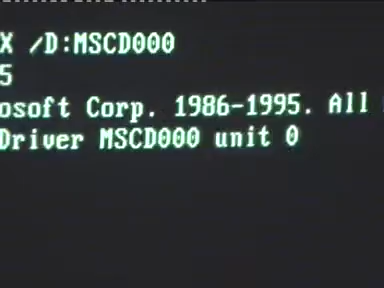 X /D:MSCD000
5
osoft Corp. 1986-1995. All
Driver MSCD000 unit 0